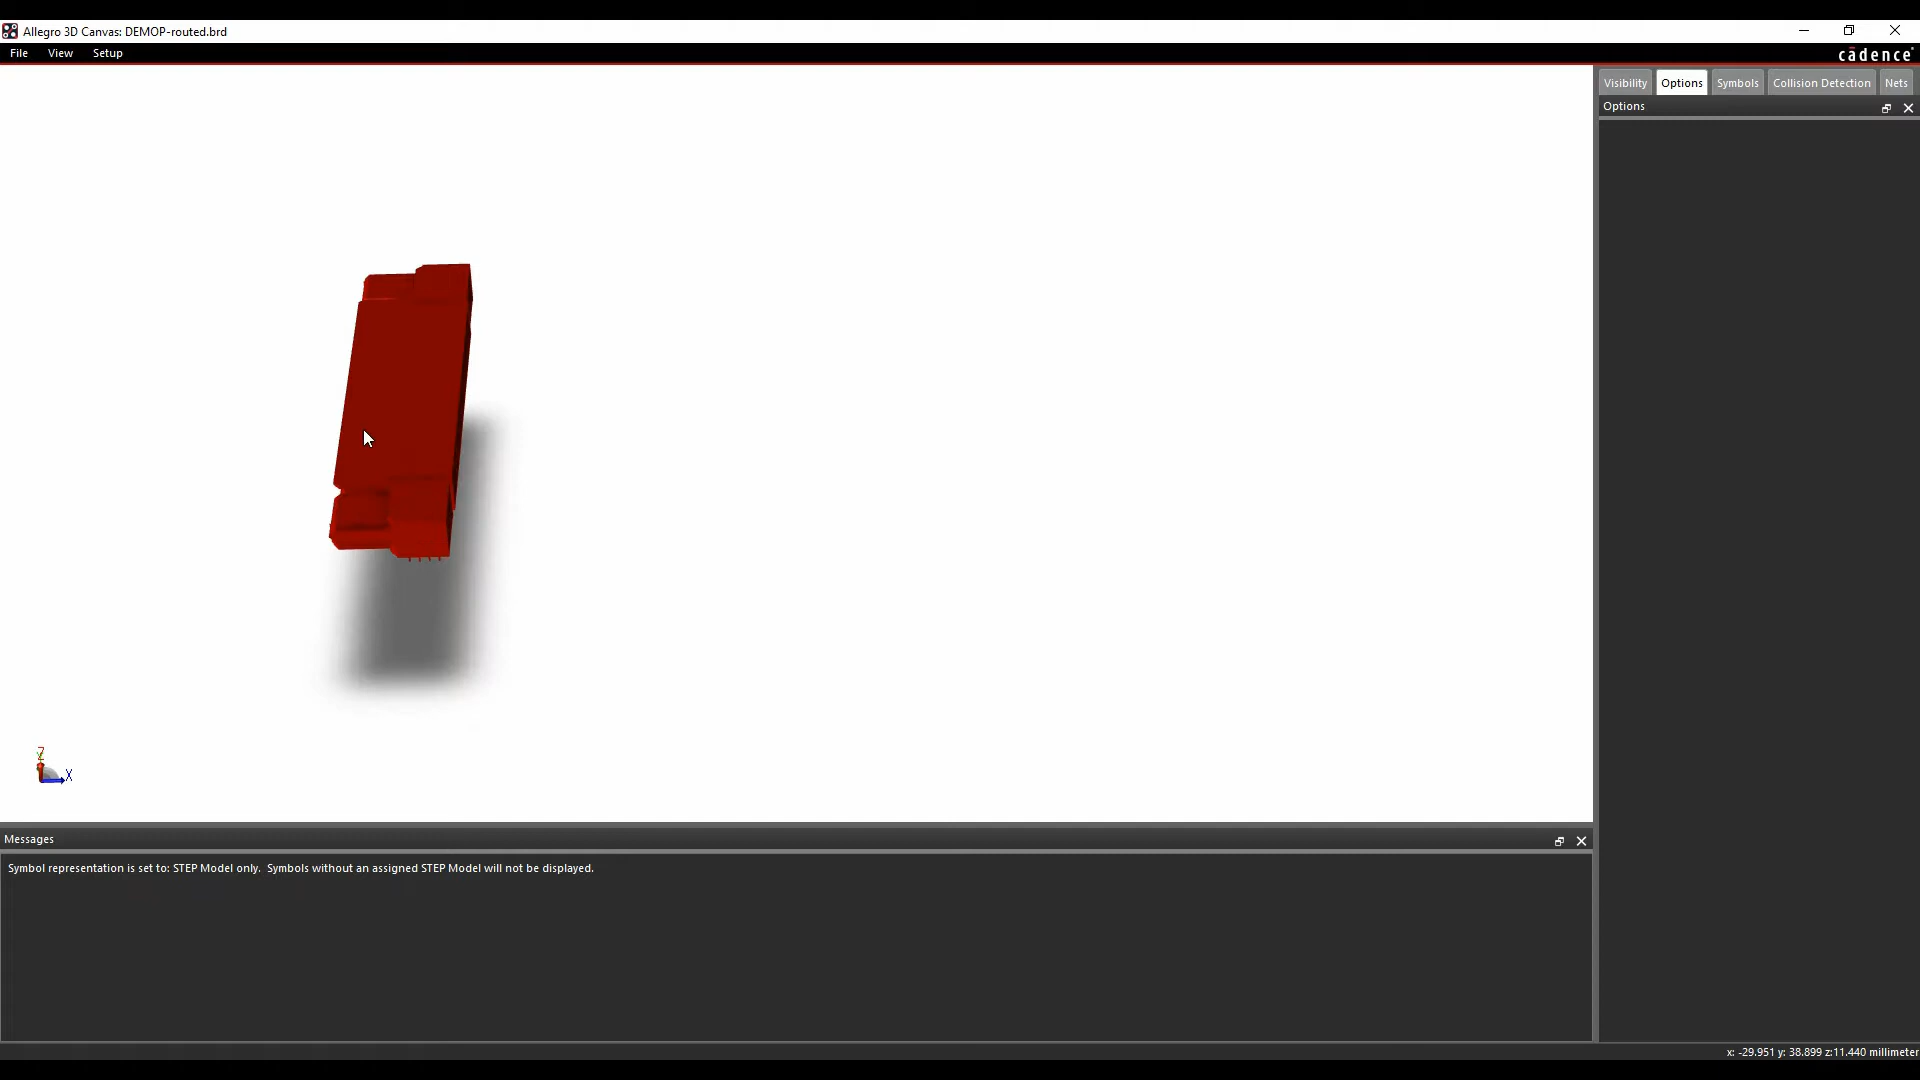 Allegro 3D Canvas: DEMOP-routed.brd
File View Setup
cādence
Visibility Options Symbols Collision Detection Nets
Options
Z
X
Messages
Symbol representation is set to: STEP Model only.  Symbols without an assigned STEP Model will not be displayed.
x: -29.951 y: 38.899 z:11.440 millimeter